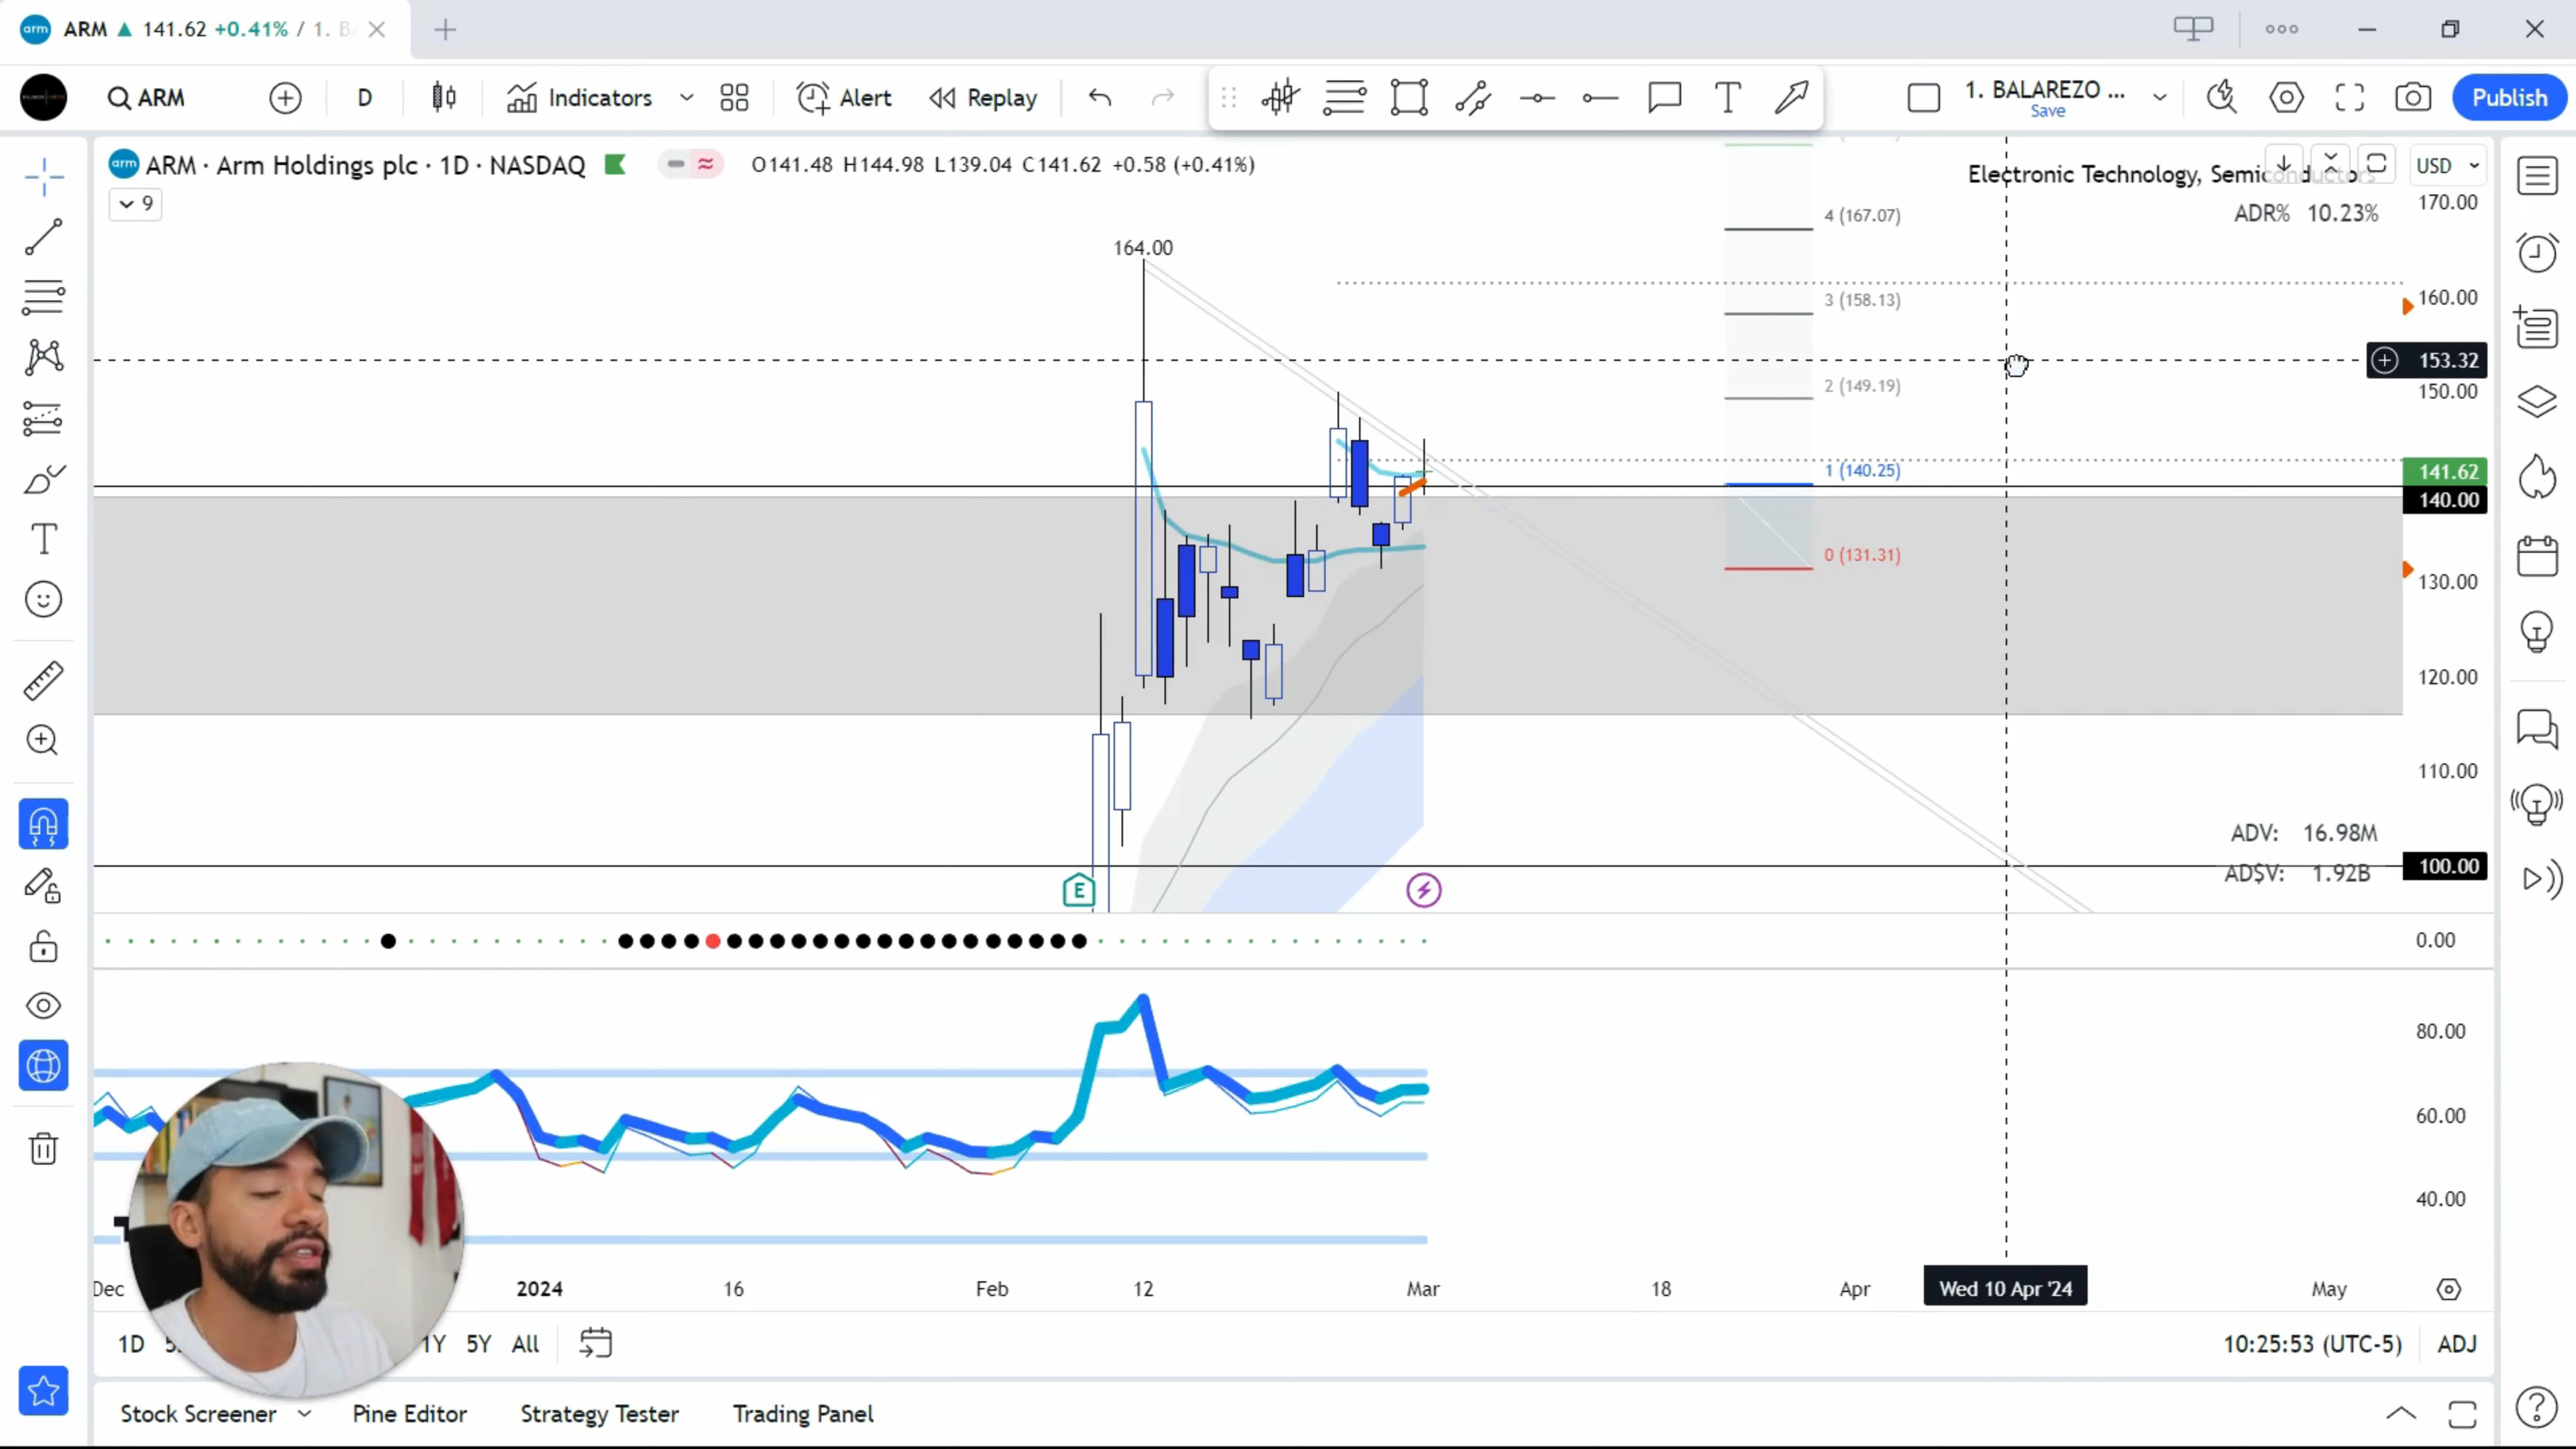 arm ARM ▲ 141.62 +0.41% / 1.
ARM D Indicators Alert Replay 1. BALAREZO ... Save Publish
arm ARM · Arm Holdings plc · 1D · NASDAQ O141.48 H144.98 L139.04 C141.62 +0.58 (+0.41%)
9
Electronic Technology, Semiconductors
USD
ADR% 10.23%
170.00
160.00
153.32
150.00
141.62
140.00
130.00
120.00
110.00
100.00
164.00
4 (167.07)
3 (158.13)
2 (149.19)
1 (140.25)
0 (131.31)
ADV: 16.98M
AD$V: 1.92B
E
0.00
80.00
60.00
40.00
Dec 2024 16 Feb 12 Mar 18 Apr Wed 10 Apr '24 May
1D 1Y 5Y All
10:25:53 (UTC-5) ADJ
Stock Screener Pine Editor Strategy Tester Trading Panel